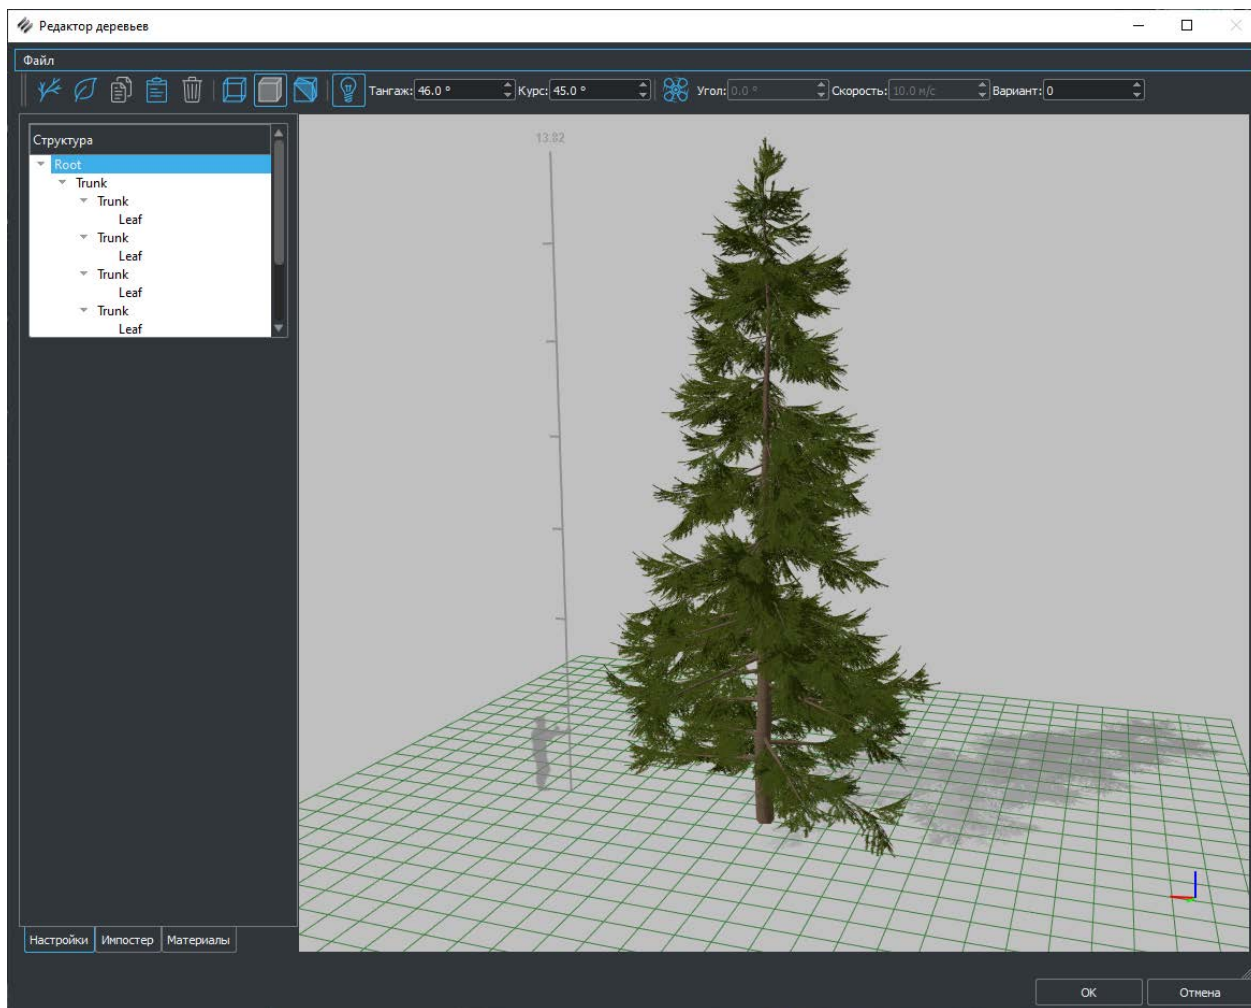 Редактор деревьев
Файл
Тангаж: 46.0 ° Курс: 45.0 ° Угол: 0.0 ° Скорость: 10.0 м/с Вариант: 0
Структура
Root
Trunk
Trunk
Leaf
Trunk
Leaf
Trunk
Leaf
Trunk
Leaf
13.82
Настройки Импостер Материалы
OK Отмена